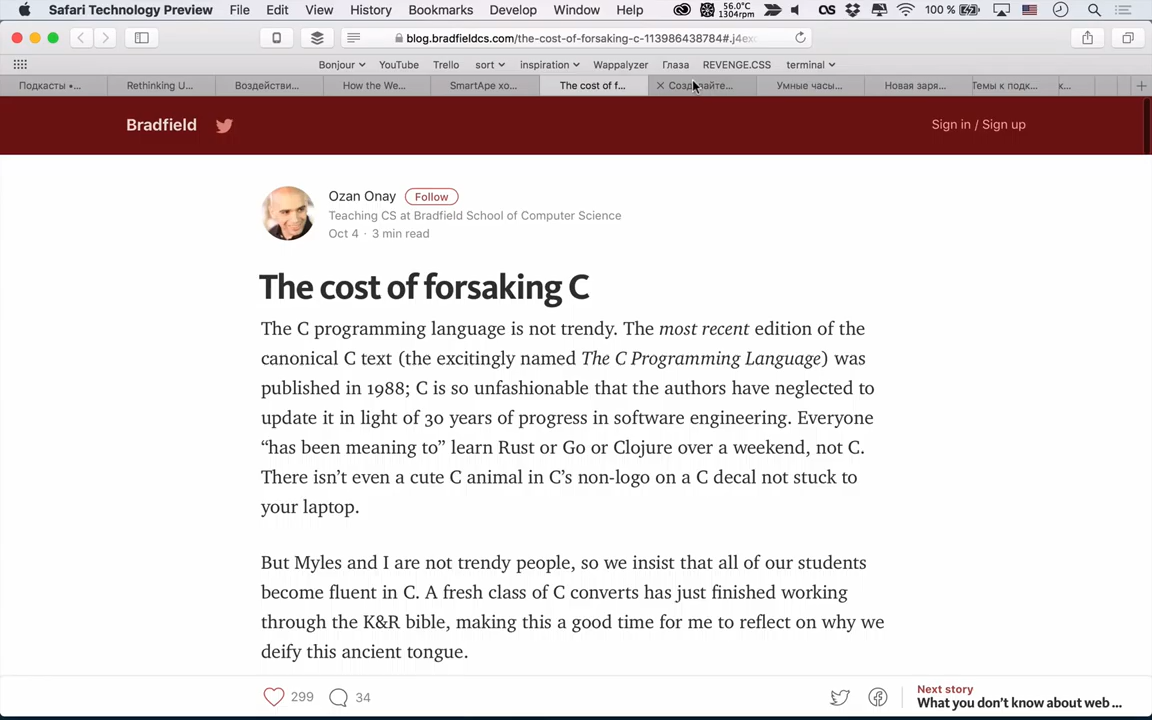 Safari Technology Preview File Edit View History Bookmarks Develop Window Help 56.0°C 1304rpm 100 %
blog.bradfieldcs.com/the-cost-of-forsaking-c-113986438784#.j4ex
Bonjour YouTube Trello sort inspiration Wappalyzer Глаза REVENGE.CSS terminal
Подкасты •... Rethinking U... Воздействи... How the We... SmartApe хо... The cost of f... Умные часы... Новая заря... Темы к подк... к...
Bradfield Sign in / Sign up
Ozan Onay Follow
Teaching CS at Bradfield School of Computer Science
Oct 4 · 3 min read
The cost of forsaking C
The C programming language is not trendy. The most recent edition of the
canonical C text (the excitingly named The C Programming Language) was
published in 1988; C is so unfashionable that the authors have neglected to
update it in light of 30 years of progress in software engineering. Everyone
“has been meaning to” learn Rust or Go or Clojure over a weekend, not C.
There isn’t even a cute C animal in C’s non-logo on a C decal not stuck to
your laptop.
But Myles and I are not trendy people, so we insist that all of our students
become fluent in C. A fresh class of C converts has just finished working
through the K&R bible, making this a good time for me to reflect on why we
deify this ancient tongue.
299 34
Next story
What you don’t know about web ...